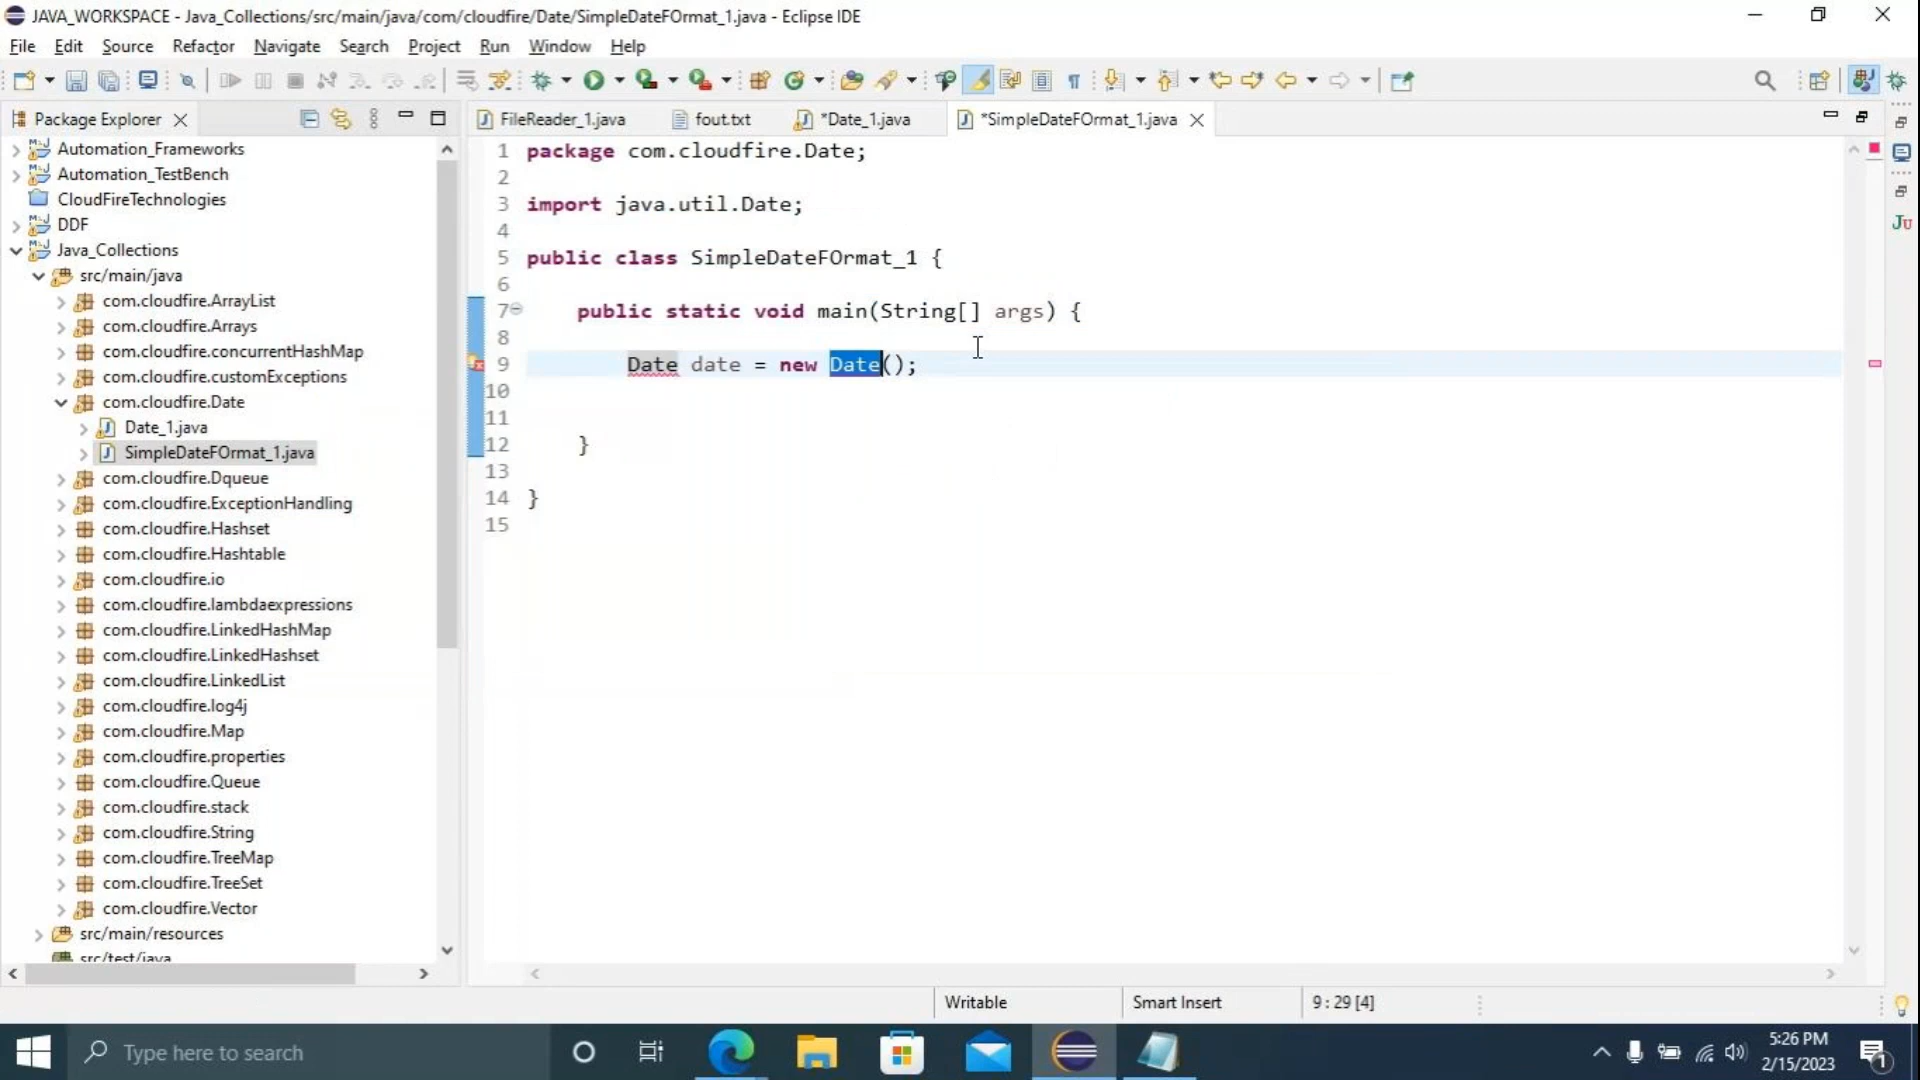 JAVA_WORKSPACE - Java_Collections/src/main/java/com/cloudfire/Date/SimpleDateFOrmat_1.java - Eclipse IDE
File Edit Source Refactor Navigate Search Project Run Window Help
Package Explorer
FileReader_1.java fout.txt *Date_1.java *SimpleDateFOrmat_1.java
Automation_Frameworks
Automation_TestBench
CloudFireTechnologies
DDF
Java_Collections
src/main/java
com.cloudfire.ArrayList
com.cloudfire.Arrays
com.cloudfire.concurrentHashMap
com.cloudfire.customExceptions
com.cloudfire.Date
Date_1.java
SimpleDateFOrmat_1.java
com.cloudfire.Dqueue
com.cloudfire.ExceptionHandling
com.cloudfire.Hashset
com.cloudfire.Hashtable
com.cloudfire.io
com.cloudfire.lambdaexpressions
com.cloudfire.LinkedHashMap
com.cloudfire.LinkedHashset
com.cloudfire.LinkedList
com.cloudfire.log4j
com.cloudfire.Map
com.cloudfire.properties
com.cloudfire.Queue
com.cloudfire.stack
com.cloudfire.String
com.cloudfire.TreeMap
com.cloudfire.TreeSet
com.cloudfire.Vector
src/main/resources
src/test/java
1 package com.cloudfire.Date;
2
3 import java.util.Date;
4
5 public class SimpleDateFOrmat_1 {
6
7 public static void main(String[] args) {
8
9 Date date = new Date();
10
11
12 }
13
14 }
15
Ju
Writable Smart Insert 9 : 29 [4]
Type here to search
5:26 PM
2/15/2023
1